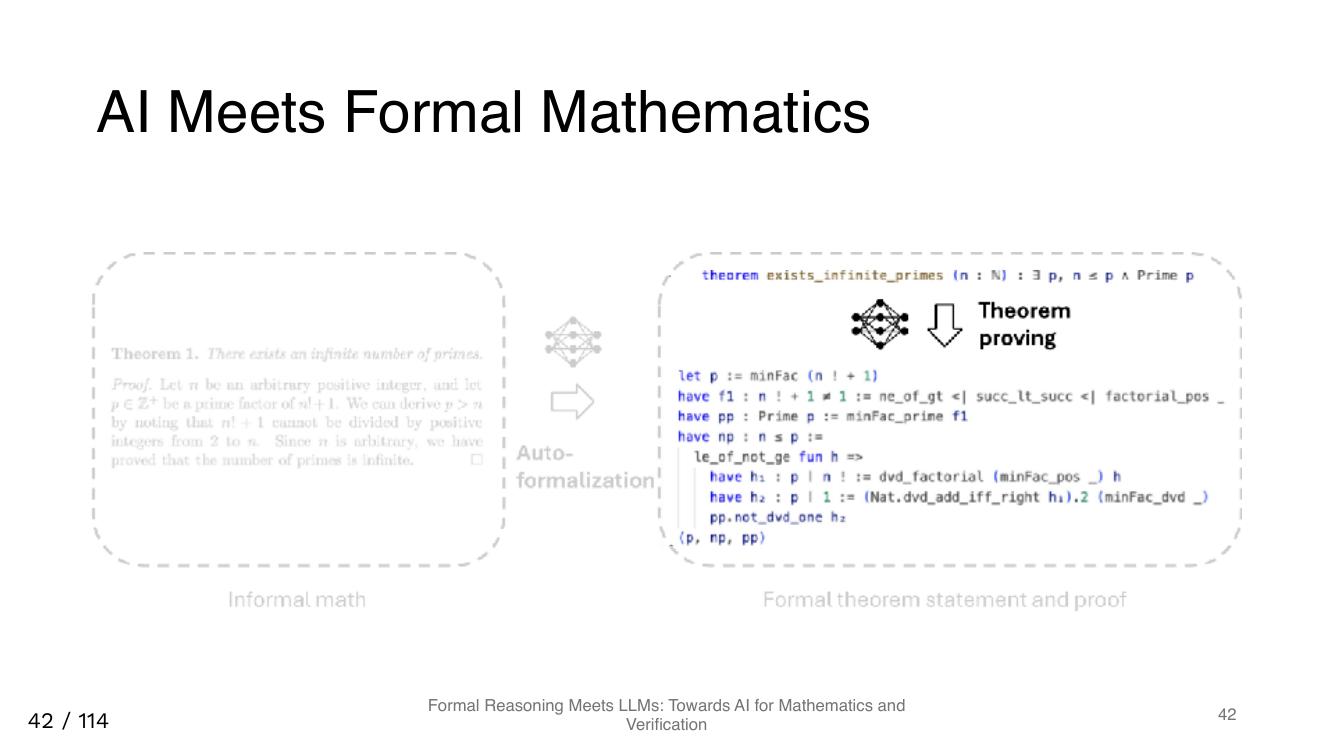 AI Meets Formal Mathematics
Theorem 1. There exists an infinite number of primes.
Proof. Let n be an arbitrary positive integer, and let
p ∈ ℤ⁺ be a prime factor of n! + 1. We can derive p > n
by noting that n! + 1 cannot be divided by positive
integers from 2 to n. Since n is arbitrary, we have
proved that the number of primes is infinite. □
Informal math
Auto-
formalization
theorem exists_infinite_primes (n : ℕ) : ∃ p, n ≤ p ∧ Prime p
Theorem
proving
let p := minFac (n ! + 1)
have f1 : n ! + 1 ≠ 1 := ne_of_gt <| succ_lt_succ <| factorial_pos _
have pp : Prime p := minFac_prime f1
have np : n ≤ p :=
le_of_not_ge fun h =>
have h₁ : p ∣ n ! := dvd_factorial (minFac_pos _) h
have h₂ : p ∣ 1 := (Nat.dvd_add_iff_right h₁).2 (minFac_dvd _)
pp.not_dvd_one h₂
⟨p, np, pp⟩
Formal theorem statement and proof
42 / 114
Formal Reasoning Meets LLMs: Towards AI for Mathematics and
Verification
42